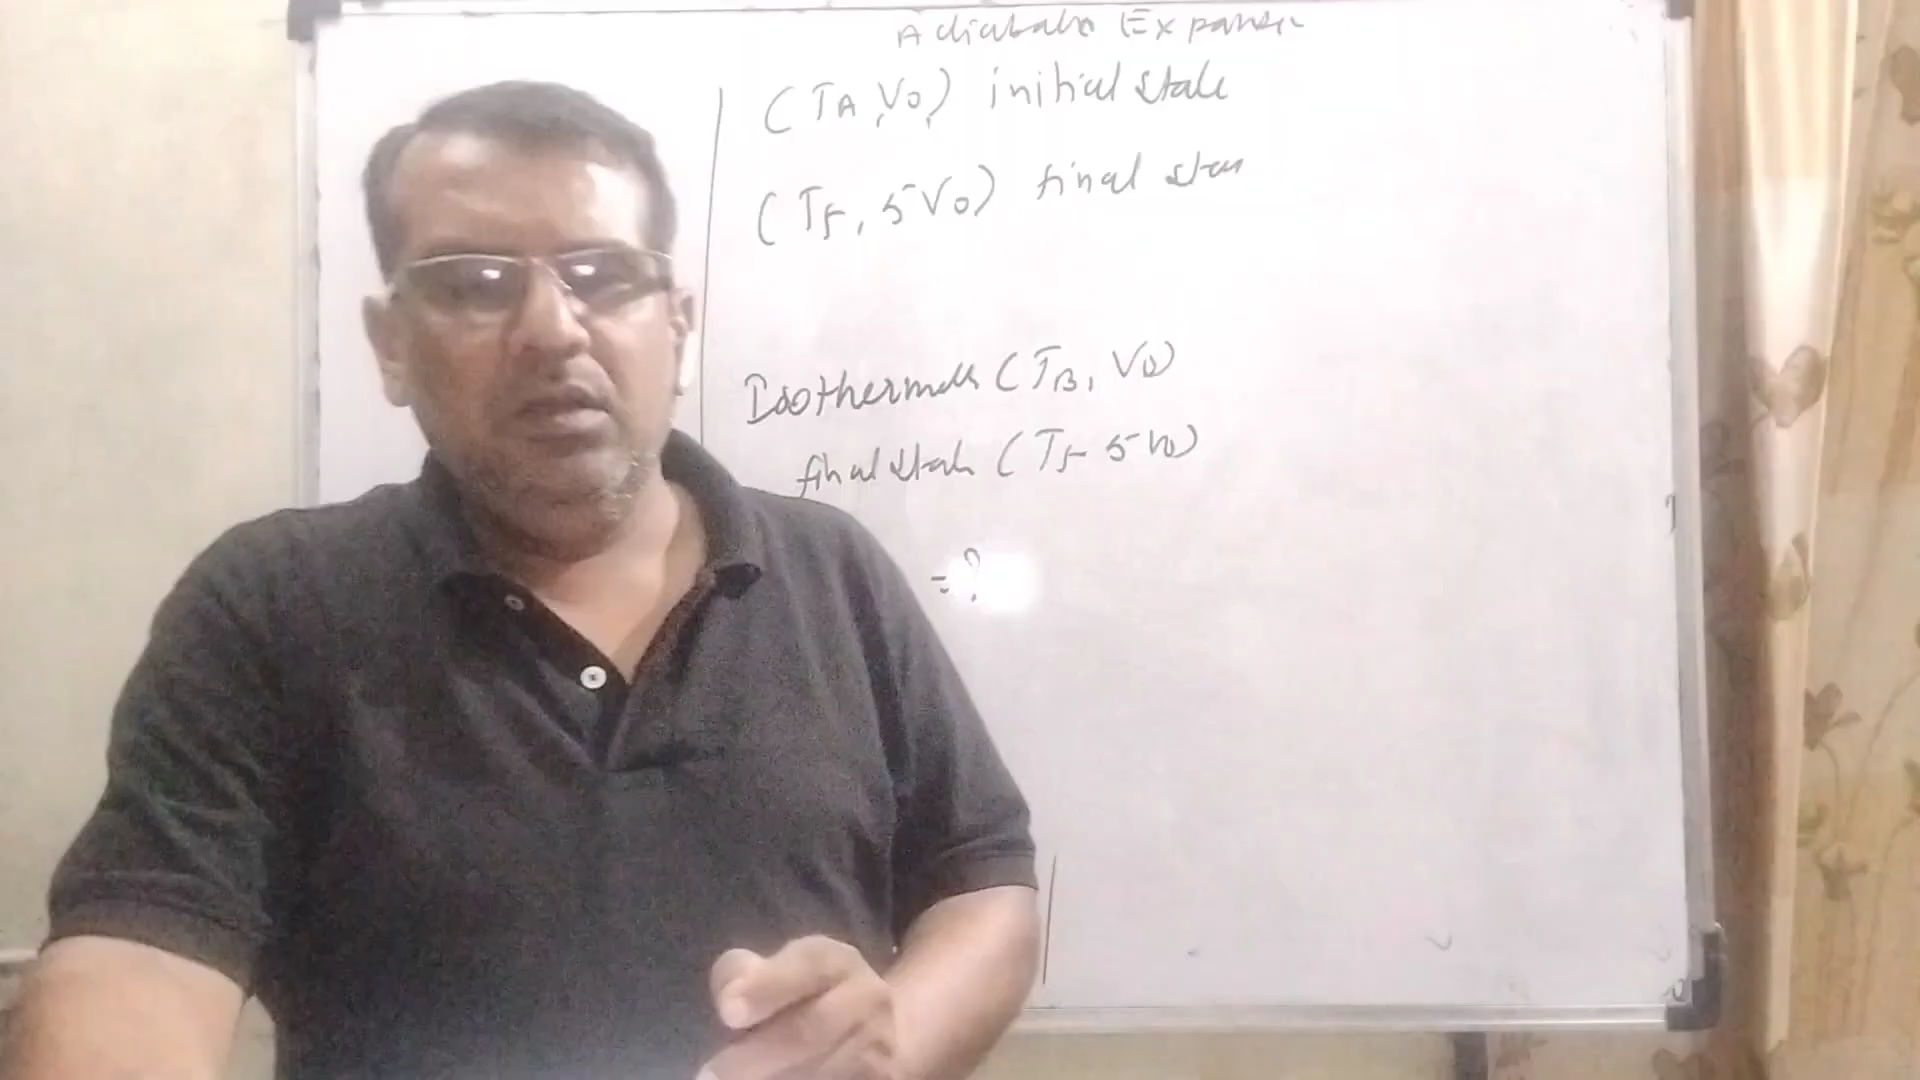 Adiabatic Expansion
(TA, V0) initial state
(Tf, 5V0) final state
Isothermal (TB, V0)
final state (Tf 5V0)
= ?